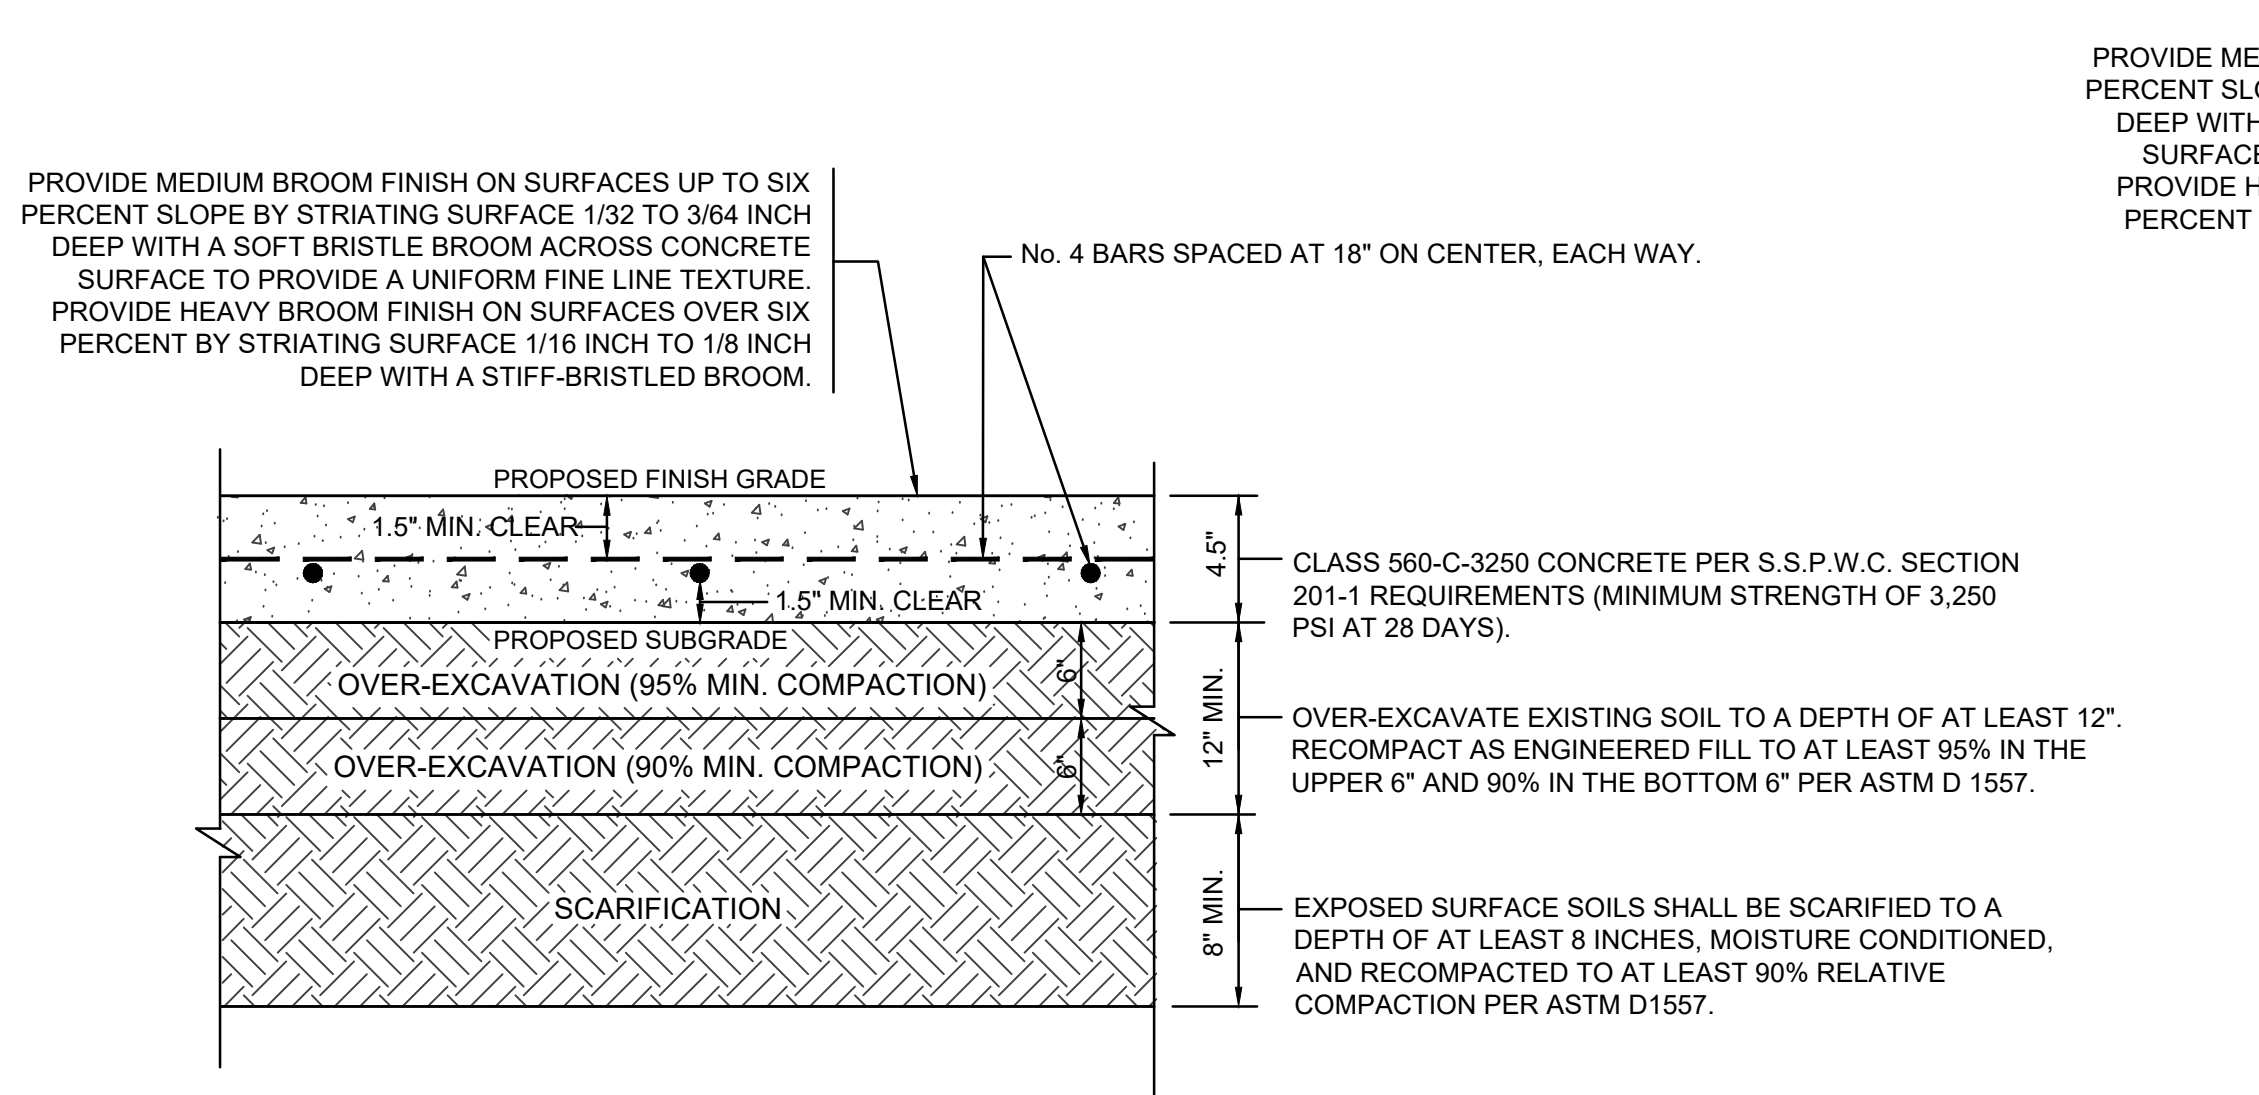 PROVIDE MEDIUM BROOM FINISH ON SURFACES UP TO SIX
PERCENT SLOPE BY STRIATING SURFACE 1/32 TO 3/64 INCH
DEEP WITH A SOFT BRISTLE BROOM ACROSS CONCRETE
SURFACE TO PROVIDE A UNIFORM FINE LINE TEXTURE.
PROVIDE HEAVY BROOM FINISH ON SURFACES OVER SIX
PERCENT BY STRIATING SURFACE 1/16 INCH TO 1/8 INCH
DEEP WITH A STIFF-BRISTLED BROOM.
No. 4 BARS SPACED AT 18" ON CENTER, EACH WAY.
PROVIDE ME
PERCENT SLO
DEEP WITH
SURFACE
PROVIDE H
PERCENT
PROPOSED FINISH GRADE
1.5" MIN. CLEAR
1.5" MIN. CLEAR
PROPOSED SUBGRADE
OVER-EXCAVATION (95% MIN. COMPACTION)
6"
OVER-EXCAVATION (90% MIN. COMPACTION)
6"
SCARIFICATION
4.5"
CLASS 560-C-3250 CONCRETE PER S.S.P.W.C. SECTION
201-1 REQUIREMENTS (MINIMUM STRENGTH OF 3,250
PSI AT 28 DAYS).
12" MIN.
OVER-EXCAVATE EXISTING SOIL TO A DEPTH OF AT LEAST 12".
RECOMPACT AS ENGINEERED FILL TO AT LEAST 95% IN THE
UPPER 6" AND 90% IN THE BOTTOM 6" PER ASTM D 1557.
8" MIN.
EXPOSED SURFACE SOILS SHALL BE SCARIFIED TO A
DEPTH OF AT LEAST 8 INCHES, MOISTURE CONDITIONED,
AND RECOMPACTED TO AT LEAST 90% RELATIVE
COMPACTION PER ASTM D1557.